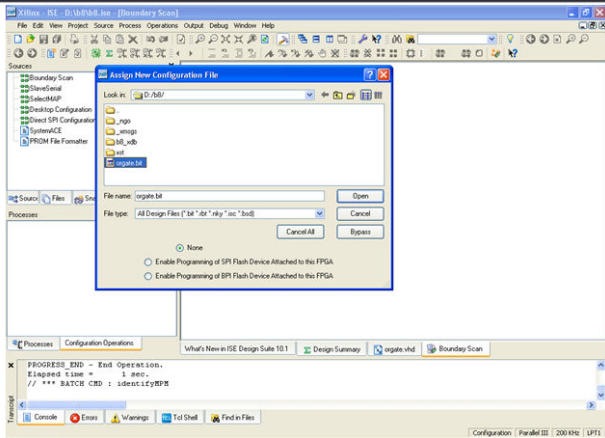 Xilinx - ISE - D:\b8\b8.ise - [Boundary Scan]
File Edit View Project Source Process Operations Output Debug Window Help
Sources
Boundary Scan
SlaveSerial
SelectMAP
Desktop Configuration
Direct SPI Configuration
SystemACE
PROM File Formatter
Source Files Sna
Processes
Assign New Configuration File
Look in: D:/b8/
..
_ngo
_xmsgs
b8_xdb
xst
orgate.bit
File name: orgate.bit Open
File type: All Design Files (*.bit *.rbt *.nky *.isc *.bsd) Cancel
Cancel All Bypass
None
Enable Programming of SPI Flash Device Attached to this FPGA
Enable Programming of BPI Flash Device Attached to this FPGA
Processes Configuration Operations
What's New in ISE Design Suite 10.1 Design Summary orgate.vhd Boundary Scan
PROGRESS_END - End Operation.
Elapsed time = 1 sec.
// *** BATCH CMD : identifyMPM
Transcript
Console Errors Warnings Tcl Shell Find in Files
Configuration Parallel III 200 KHz LPT1